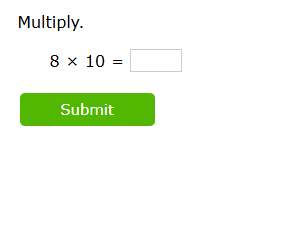 Multiply.
8 × 10 =
Submit